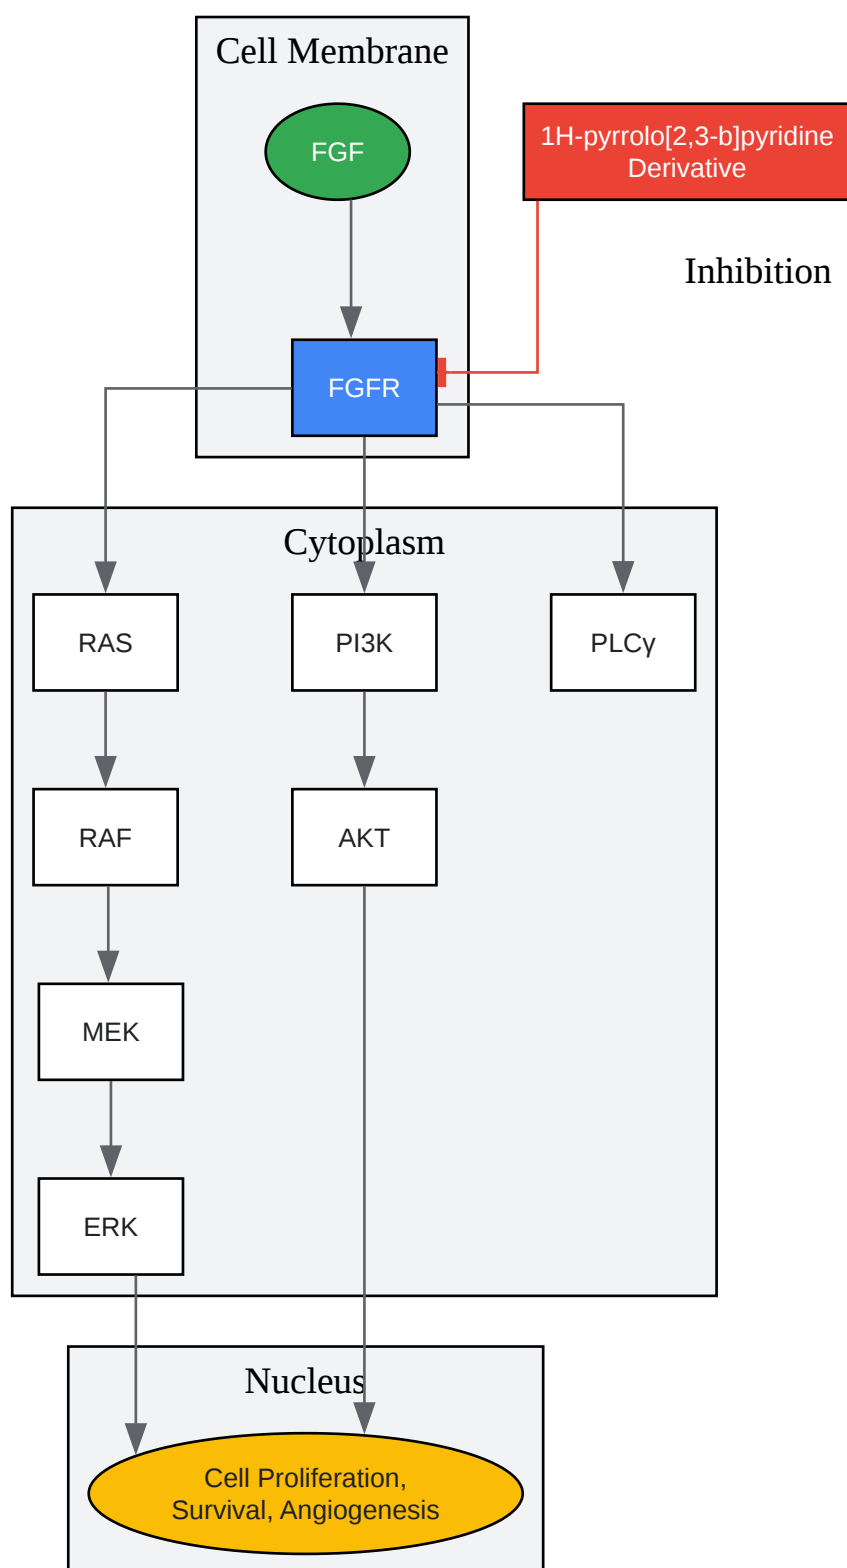 Cell Membrane
FGF
1H-pyrrolo[2,3-b]pyridine
Derivative
Inhibition
FGFR
Cytoplasm
RAS
PI3K
PLCγ
RAF
AKT
MEK
ERK
Nucleus
Cell Proliferation,
Survival, Angiogenesis